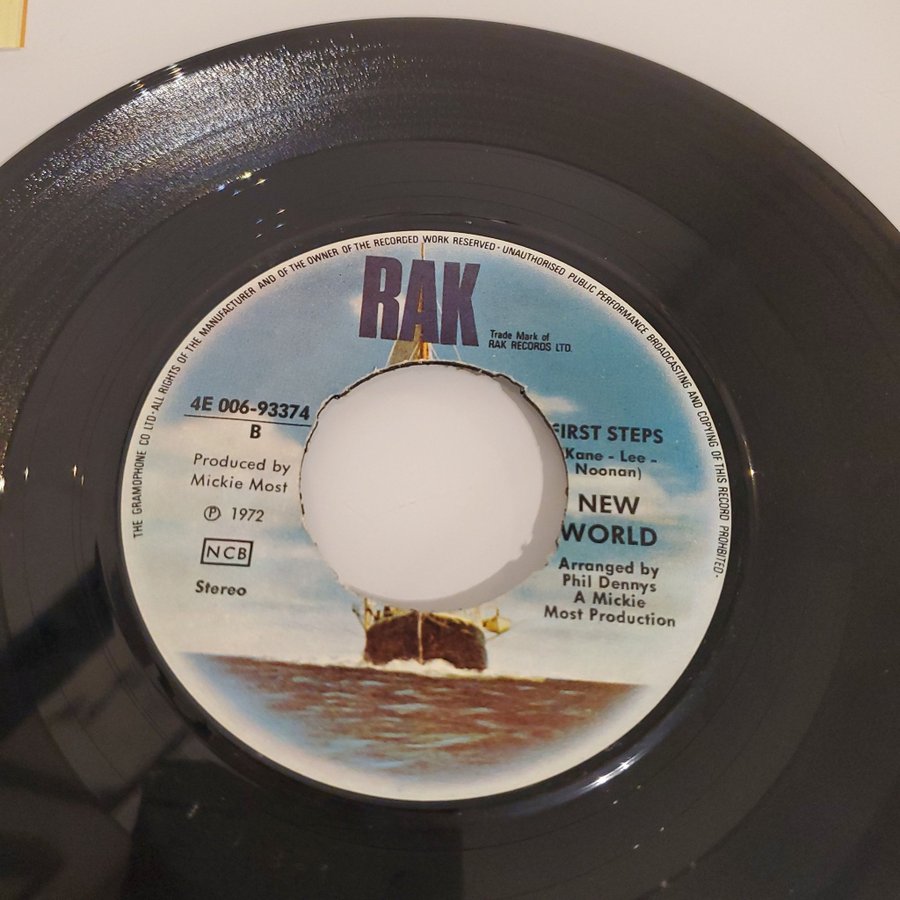 THE GRAMOPHONE CO LTD·ALL RIGHTS OF THE MANUFACTURER AND OF THE OWNER OF THE RECORDED WORK RESERVED · UNAUTHORISED PUBLIC PERFORMANCE BROADCASTING AND COPYING OF THIS RECORD PROHIBITED·
RAK
Trade Mark of
RAK RECORDS LTD.
4E 006-93374
B
Produced by
Mickie Most
Ⓟ 1972
NCB
Stereo
FIRST STEPS
(Kane - Lee -
Noonan)
NEW
WORLD
Arranged by
Phil Dennys
A Mickie
Most Production